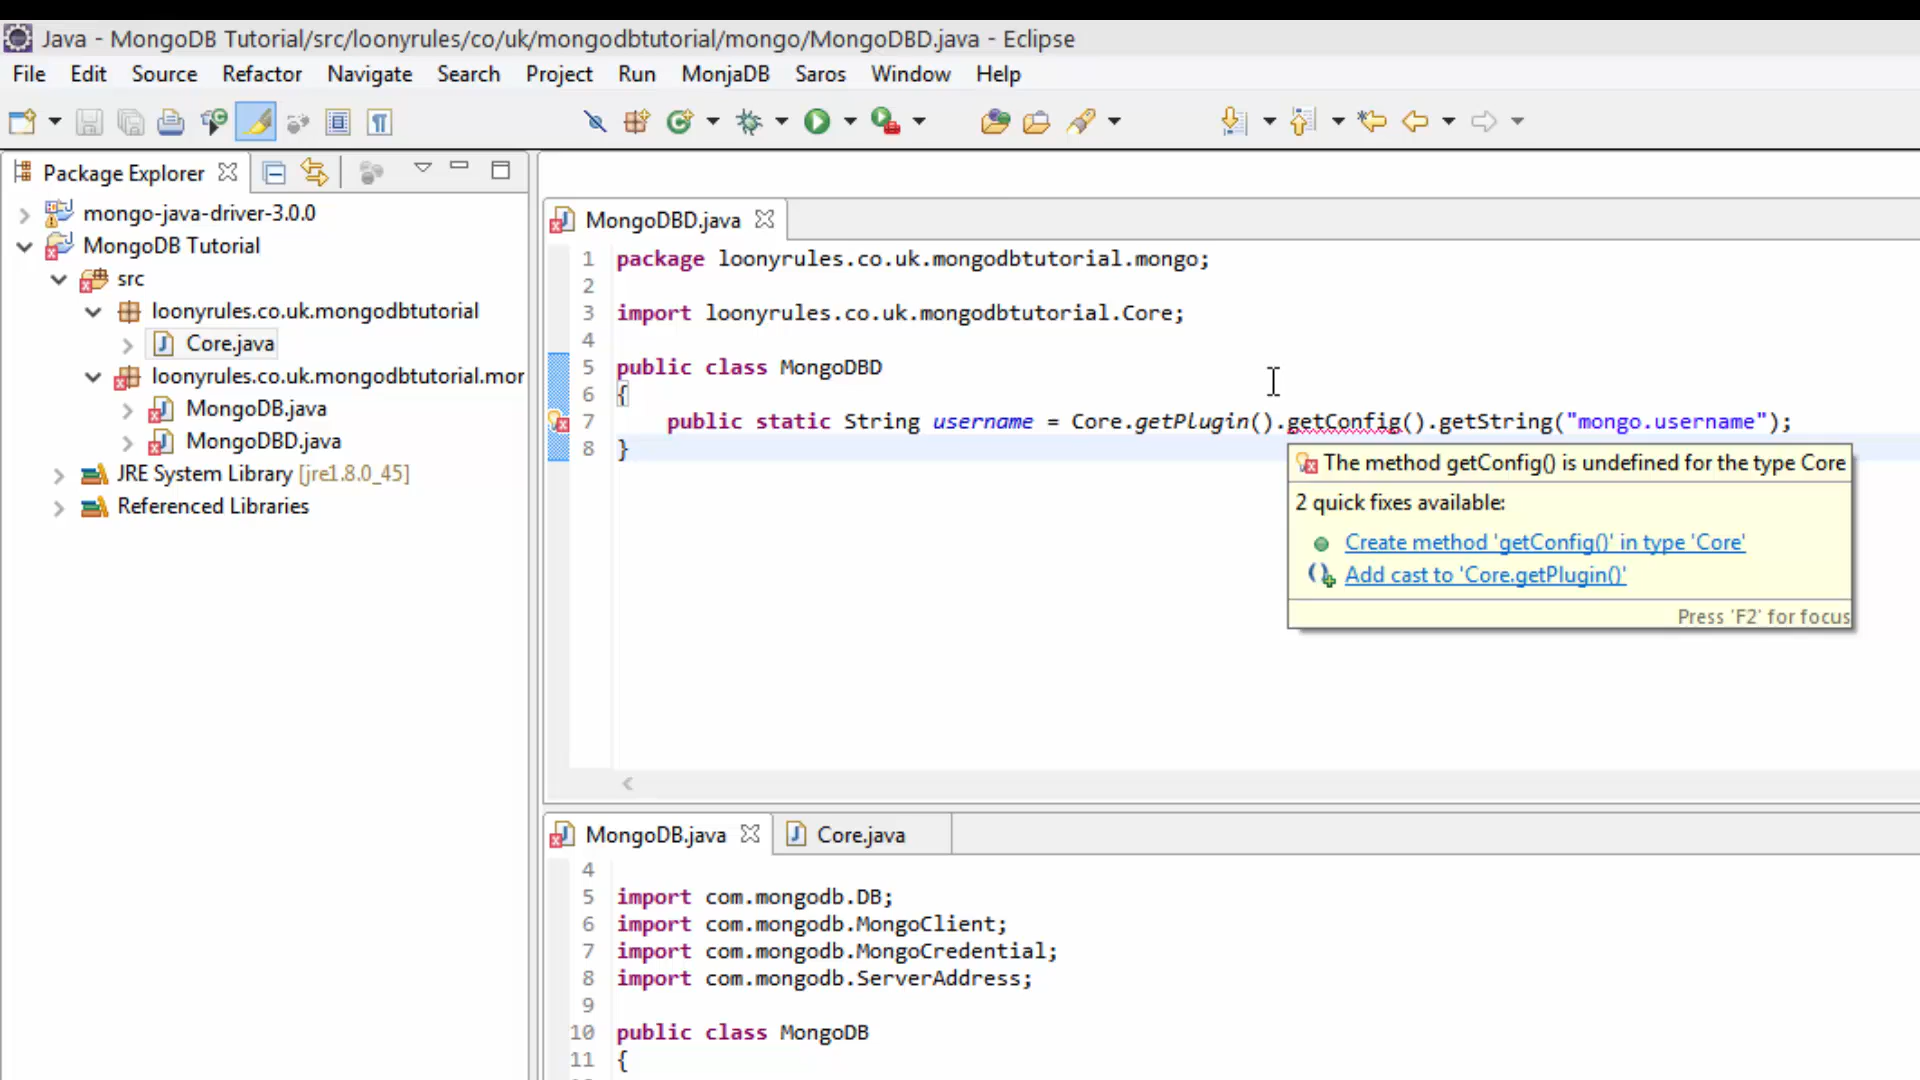 Java - MongoDB Tutorial/src/loonyrules/co/uk/mongodbtutorial/mongo/MongoDBD.java - Eclipse
File Edit Source Refactor Navigate Search Project Run MonjaDB Saros Window Help
Package Explorer
mongo-java-driver-3.0.0
MongoDB Tutorial
src
loonyrules.co.uk.mongodbtutorial
Core.java
loonyrules.co.uk.mongodbtutorial.mor
MongoDB.java
MongoDBD.java
JRE System Library [jre1.8.0_45]
Referenced Libraries
MongoDBD.java
1 package loonyrules.co.uk.mongodbtutorial.mongo;
2
3 import loonyrules.co.uk.mongodbtutorial.Core;
4
5 public class MongoDBD
6 {
7 public static String username = Core.getPlugin().getConfig().getString("mongo.username");
8 }
The method getConfig() is undefined for the type Core
2 quick fixes available:
Create method 'getConfig()' in type 'Core'
Add cast to 'Core.getPlugin()'
Press 'F2' for focus
MongoDB.java Core.java
4
5 import com.mongodb.DB;
6 import com.mongodb.MongoClient;
7 import com.mongodb.MongoCredential;
8 import com.mongodb.ServerAddress;
9
10 public class MongoDB
11 {